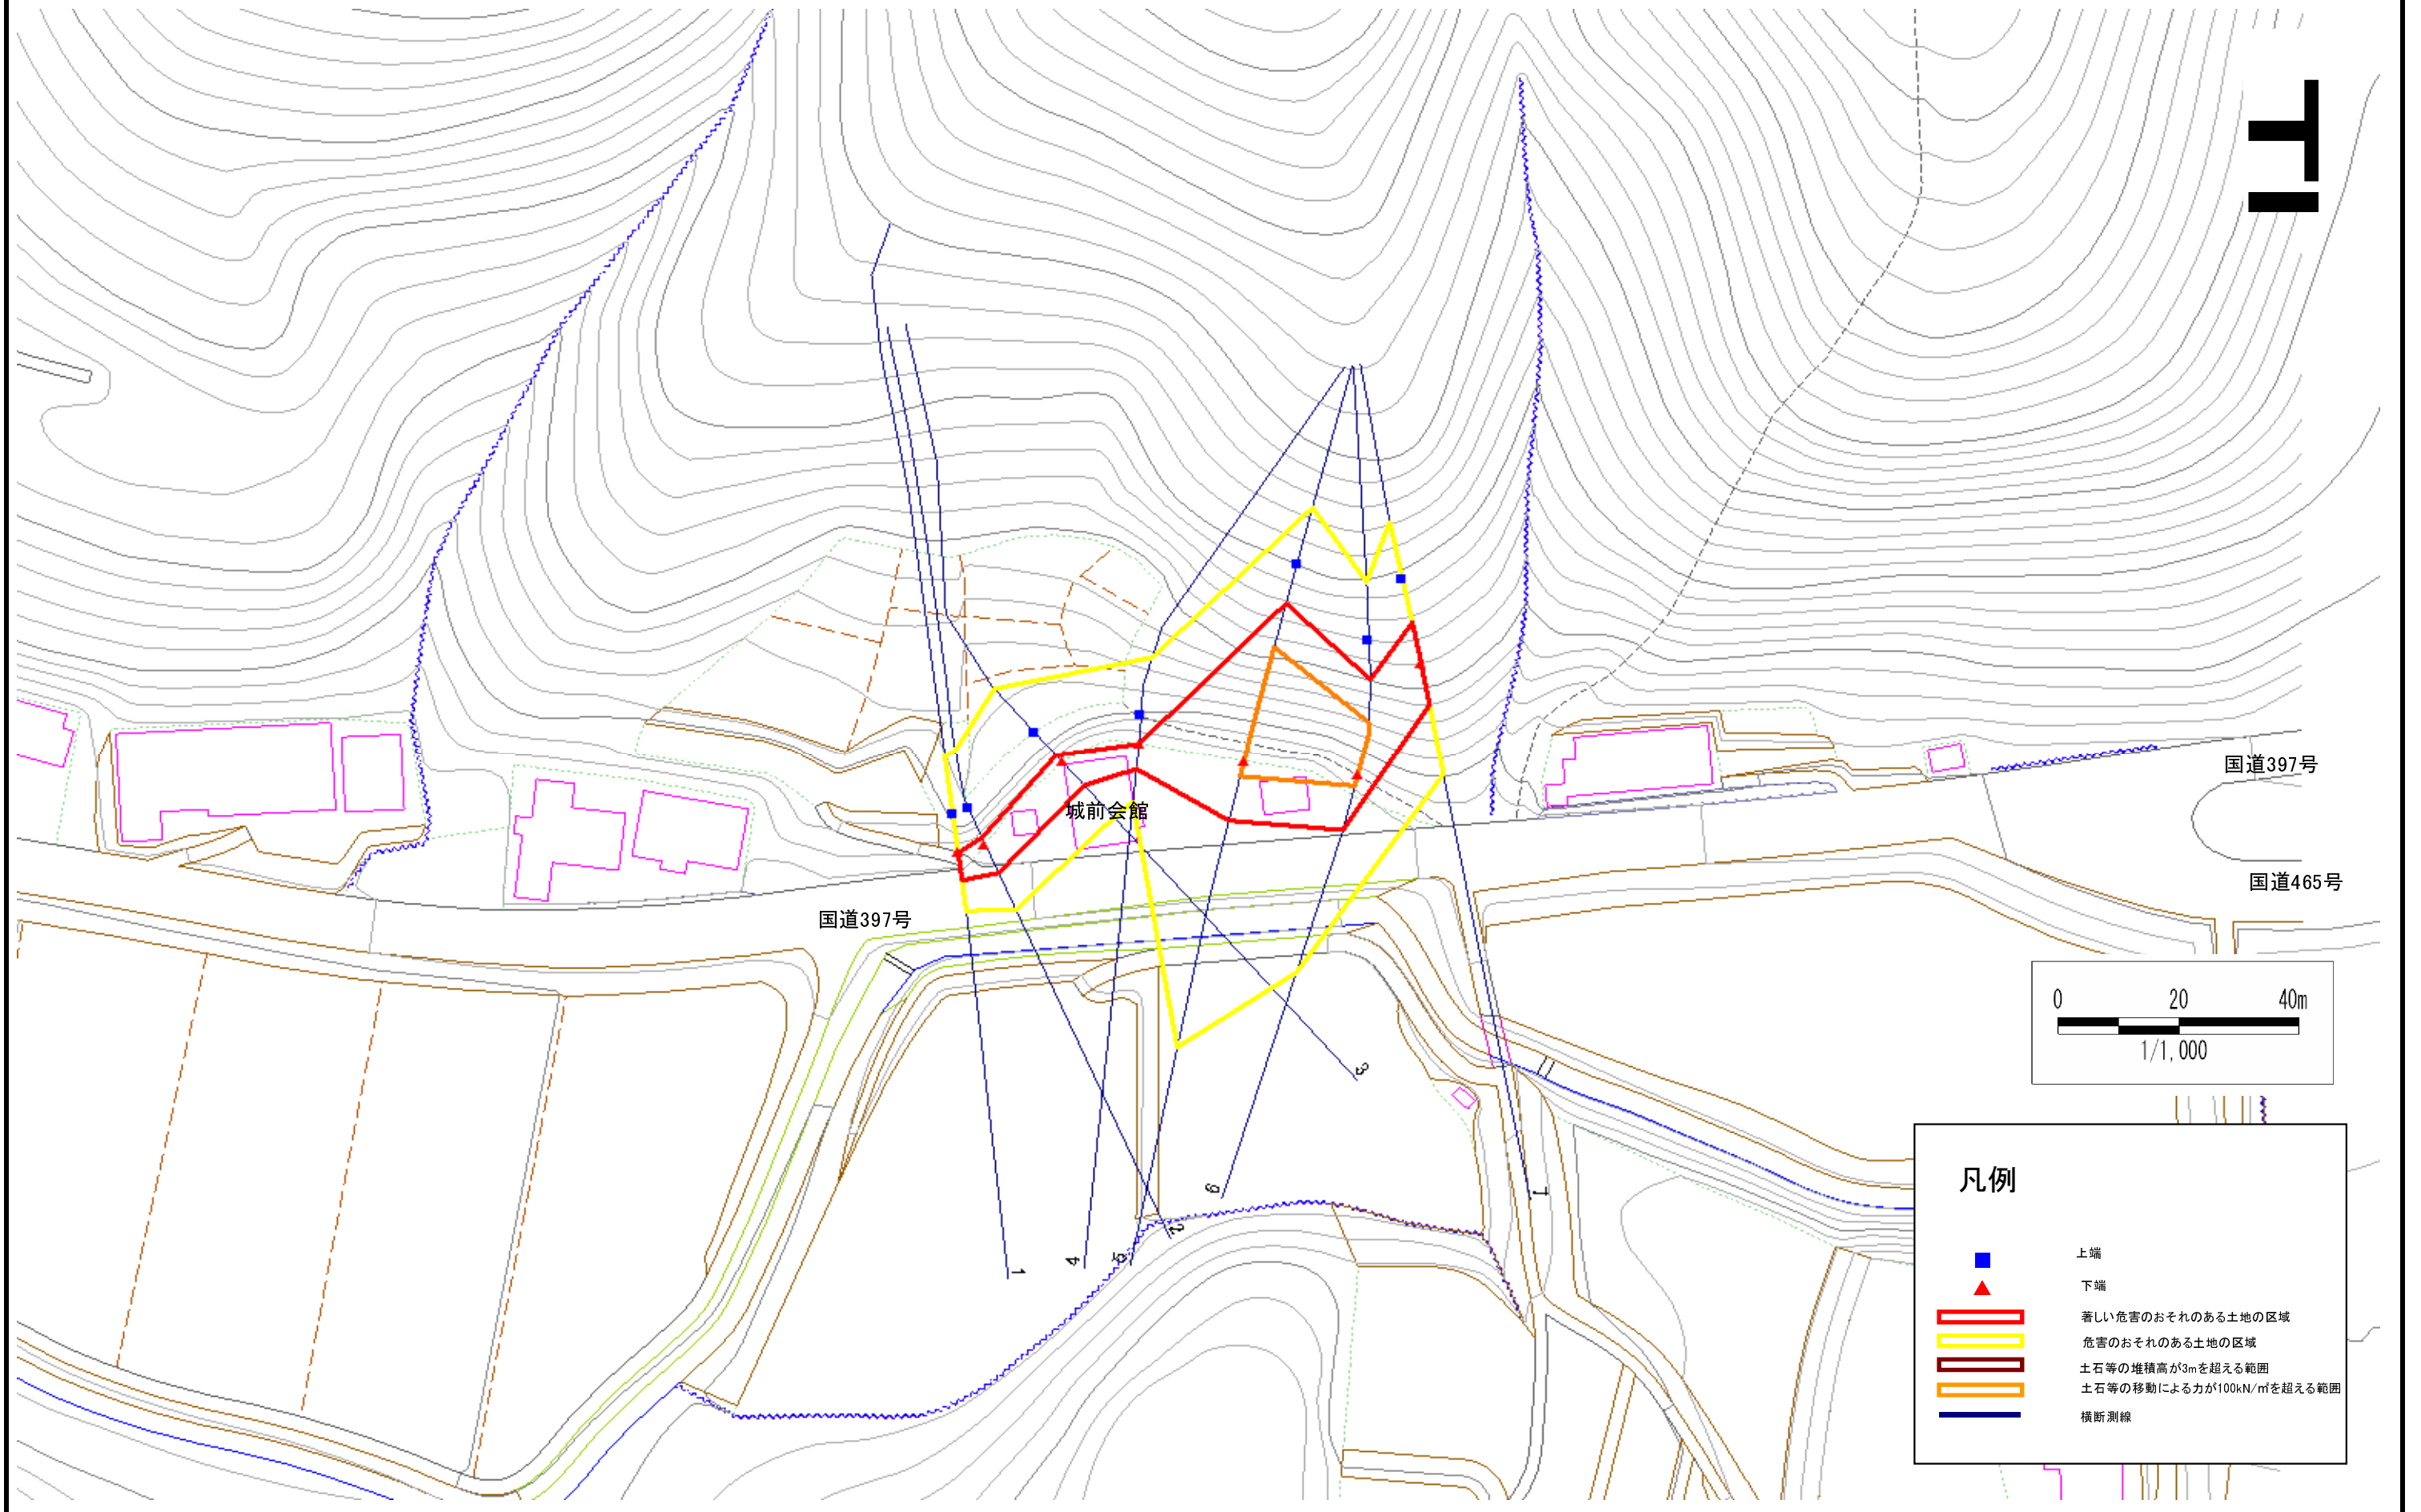 国道397号
城前会館
国道465号
国道397号
0 20 40m
1/1,000
3
6
7
2
4
5
1
凡例
上端
下端
著しい危害のおそれのある土地の区域
危害のおそれのある土地の区域
土石等の堆積高が3mを超える範囲
土石等の移動による力が100kN/㎡を超える範囲
横断測線